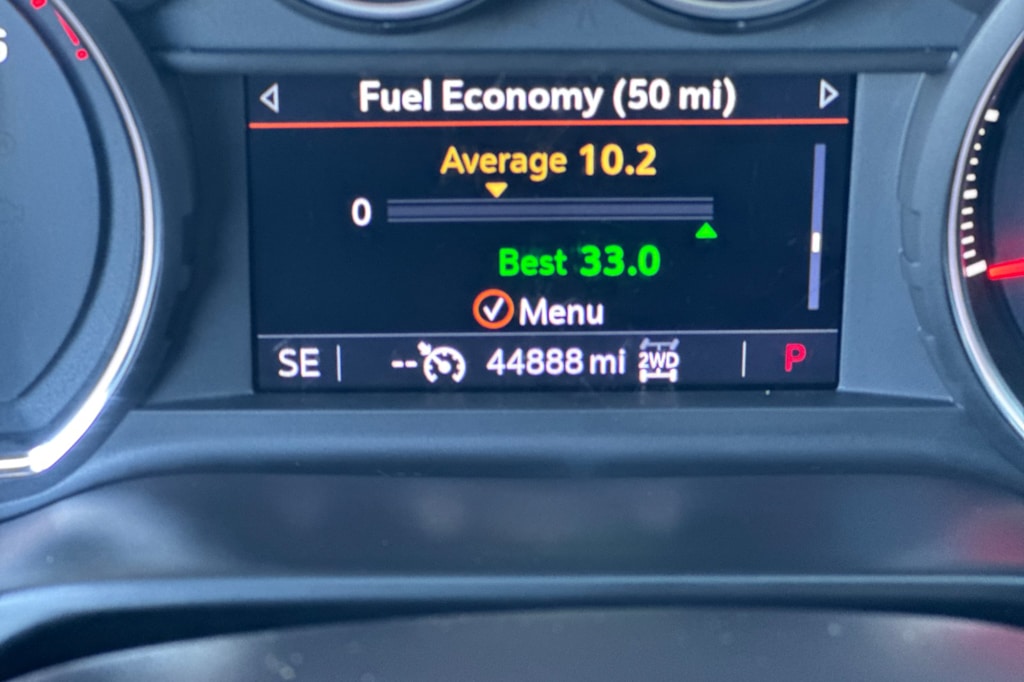 Fuel Economy (50 mi)
Average 10.2
0
Best 33.0
Menu
SE -- 44888 mi 2WD P